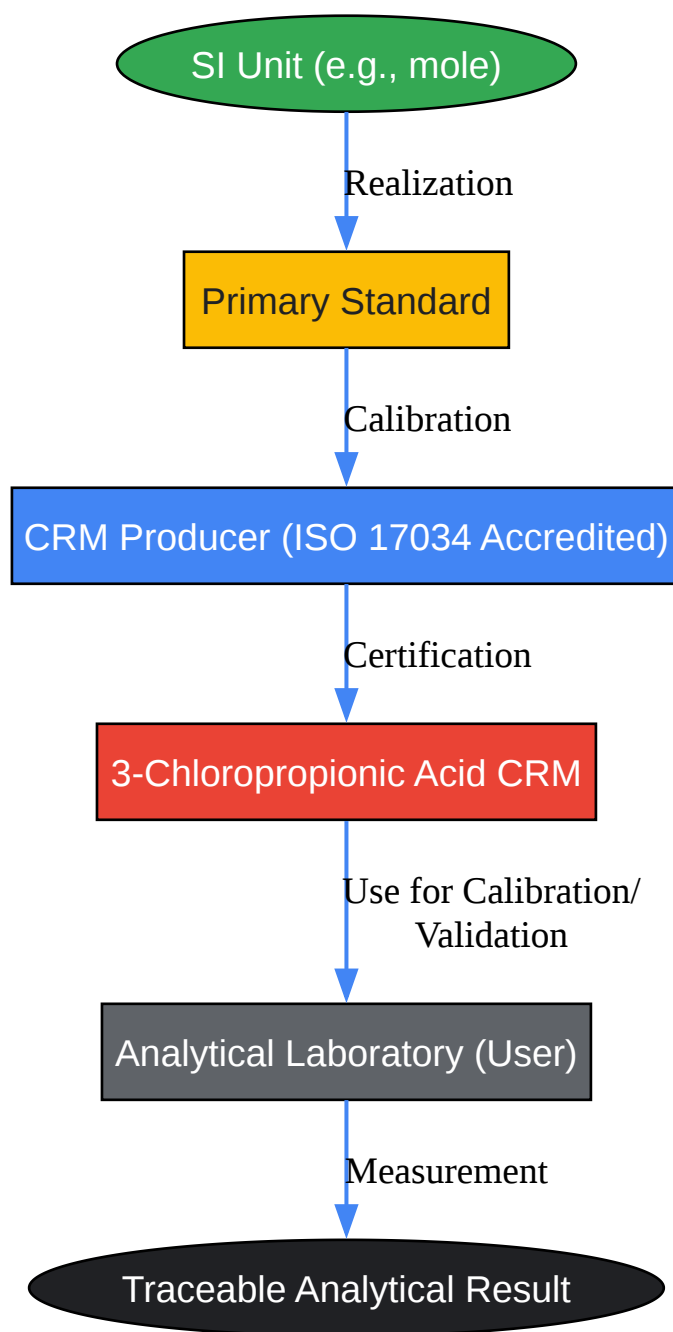 SI Unit (e.g., mole)
Realization
Primary Standard
Calibration
CRM Producer (ISO 17034 Accredited)
Certification
3-Chloropropionic Acid CRM
Use for Calibration/
Validation
Analytical Laboratory (User)
Measurement
Traceable Analytical Result